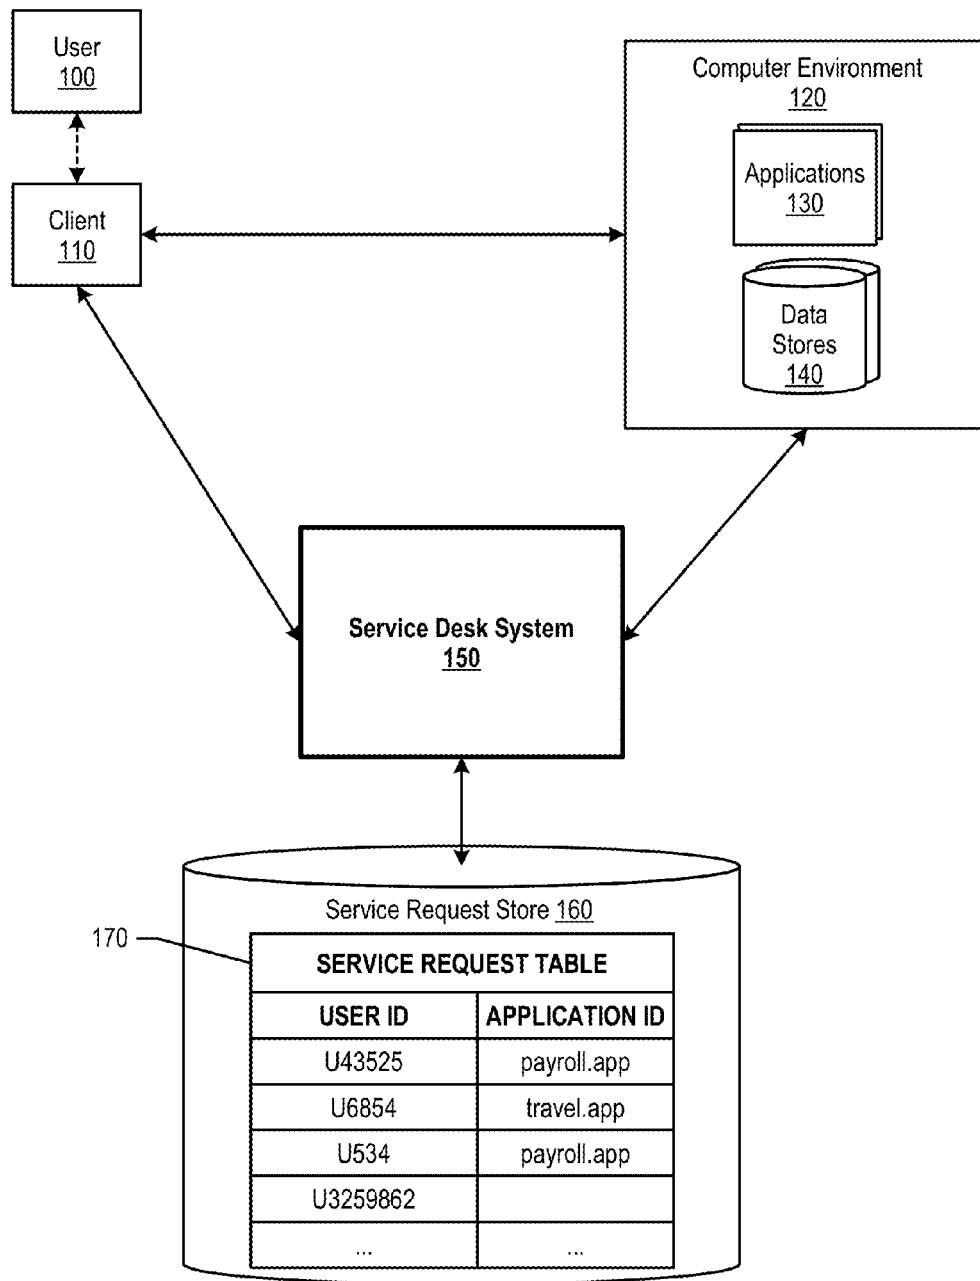 User
100
Client
110
Computer Environment
120
Applications
130
Data
Stores
140
Service Desk System
150
Service Request Store 160
170
SERVICE REQUEST TABLE
USER ID APPLICATION ID
U43525 payroll.app
U6854 travel.app
U534 payroll.app
U3259862
... ...